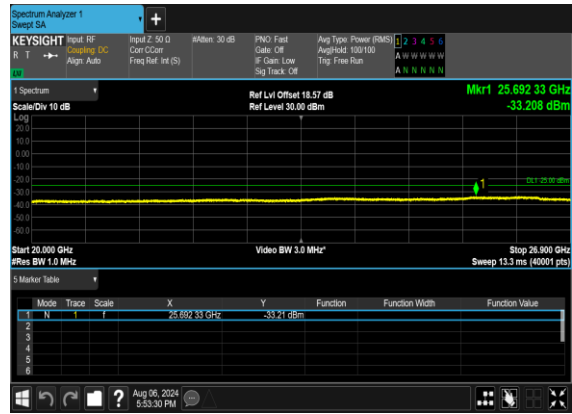 Spectrum Analyzer 1
Swept SA
+
KEYSIGHT Input: RF Input Z: 50 Ω #Atten: 30 dB PNO: Fast Avg Type: Power (RMS) 1 2 3 4 5 6
R T Coupling: DC Corr CCorr Gate: Off Avg|Hold: 100/100 A W W W W W
Align: Auto Freq Ref: Int (S) IF Gain: Low Trig: Free Run
Sig Track: Off A N N N N N
1 Spectrum Ref Lvl Offset 18.57 dB Mkr1 25.692 33 GHz
Scale/Div 10 dB Ref Level 30.00 dBm -33.208 dBm
Log
20.0
10.0
0.00
-10.0
-20.0
1
DL1 -25.00 dBm
-30.0
-40.0
-50.0
-60.0
Start 20.000 GHz Video BW 3.0 MHz* Stop 26.900 GHz
#Res BW 1.0 MHz Sweep 13.3 ms (40001 pts)
5 Marker Table
Mode Trace Scale X Y Function Function Width Function Value
1 N 1 f 25.692 33 GHz -33.21 dBm
2
3
4
5
6
? Aug 06, 2024
5:53:30 PM